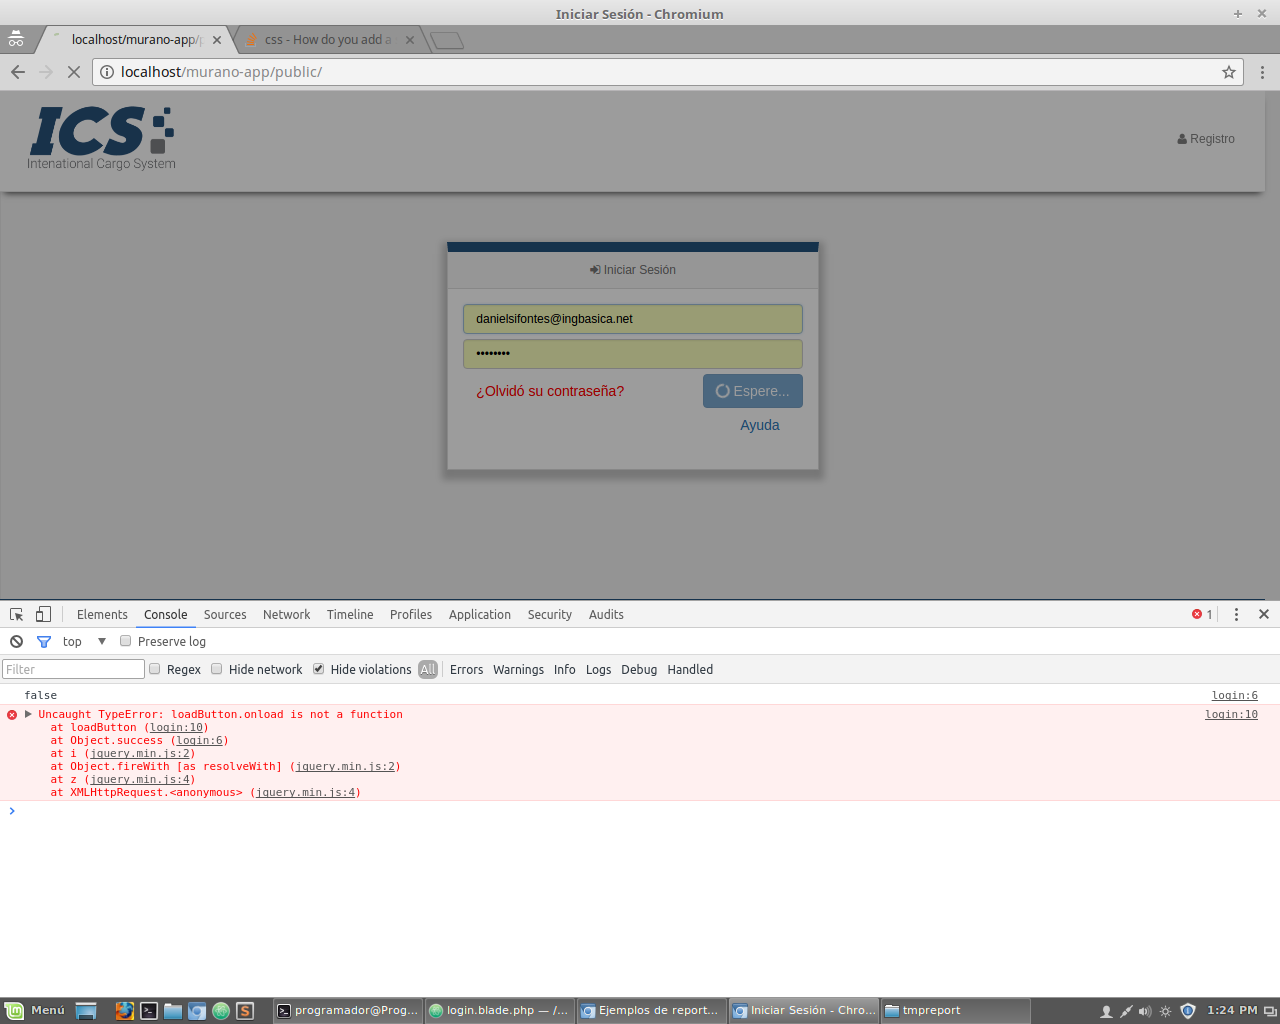 Iniciar Sesión - Chromium
localhost/murano-app/p
css - How do you add a
localhost/murano-app/public/
ICS
Intenational Cargo System
Registro
Iniciar Sesión
danielsifontes@ingbasica.net
••••••••
¿Olvidó su contraseña?
Espere...
Ayuda
Elements Console Sources Network Timeline Profiles Application Security Audits 1
top Preserve log
Filter Regex Hide network Hide violations All Errors Warnings Info Logs Debug Handled
false login:6
Uncaught TypeError: loadButton.onload is not a function login:10
at loadButton (login:10)
at Object.success (login:6)
at i (jquery.min.js:2)
at Object.fireWith [as resolveWith] (jquery.min.js:2)
at z (jquery.min.js:4)
at XMLHttpRequest.<anonymous> (jquery.min.js:4)
Menú programador@Prog... login.blade.php — /... Ejemplos de report... Iniciar Sesión - Chro... tmpreport 1:24 PM